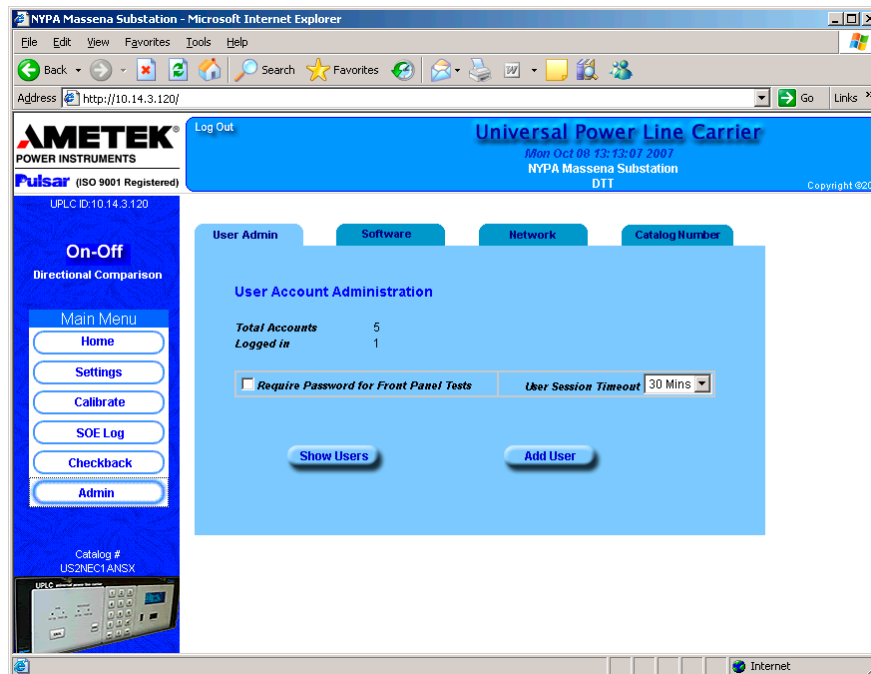 NYPA Massena Substation - Microsoft Internet Explorer
File Edit View Favorites Tools Help
Back Search Favorites
Address http://10.14.3.120/ Go Links »
AMETEK®
POWER INSTRUMENTS
Pulsar (ISO 9001 Registered)
Log Out
Universal Power Line Carrier
Mon Oct 08 13:13:07 2007
NYPA Massena Substation
DTT
Copyright ©20
UPLC ID:10.14.3.120
On-Off
Directional Comparison
Main Menu
Home
Settings
Calibrate
SOE Log
Checkback
Admin
Catalog #
US2NEC1ANSX
UPLC
User Admin Software Network Catalog Number
User Account Administration
Total Accounts 5
Logged in 1
Require Password for Front Panel Tests User Session Timeout 30 Mins
Show Users Add User
Internet